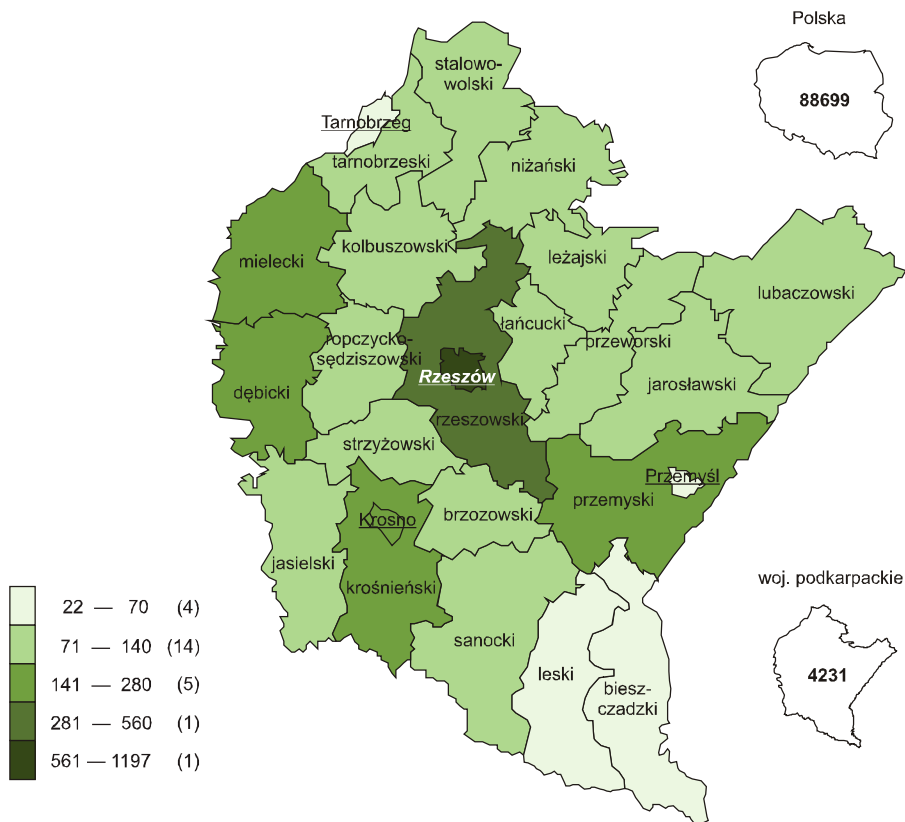 Polska
88699
stalowo-
wolski
Tarnobrzeg
tarnobrzeski
niżański
mielecki
kolbuszowski
leżajski
lubaczowski
łańcucki
ropczycko-
sędziszowski
przeworski
Rzeszów
jarosławski
dębicki
rzeszowski
strzyżowski
Przemyśl
przemyski
brzozowski
Krosno
jasielski
krośnieński
sanocki
leski
biesz-
czadzki
woj. podkarpackie
4231
22 — 70 (4)
71 — 140 (14)
141 — 280 (5)
281 — 560 (1)
561 — 1197 (1)